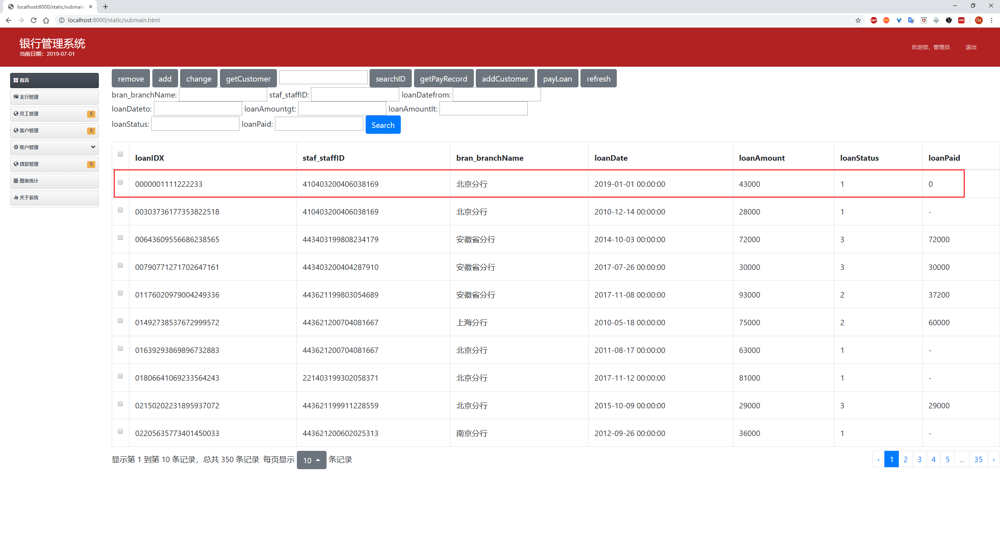 localhost:8000/static/submain.
localhost:8000/static/submain.html
ABP
CORS
Qy
银行管理系统
当前日期：2019-07-01
欢迎您，管理员 退出
首页
支行管理
员工管理 5
客户管理 5
账户管理
贷款管理 5
图表统计
关于系统
remove add change getCustomer searchID getPayRecord addCustomer payLoan refresh
bran_branchName: staf_staffID: loanDatefrom:
loanDateto: loanAmountgt: loanAmountlt:
loanStatus: loanPaid: Search
loanIDX staf_staffID bran_branchName loanDate loanAmount loanStatus loanPaid
0000001111222233 410403200406038169 北京分行 2019-01-01 00:00:00 43000 1 0
00303736177353822518 410403200406038169 北京分行 2010-12-14 00:00:00 28000 1 -
00643609556686238565 443403199808234179 安徽省分行 2014-10-03 00:00:00 72000 3 72000
00790771271702647161 443403200404287910 安徽省分行 2017-07-26 00:00:00 30000 3 30000
01176020979004249336 443621199803054689 安徽省分行 2017-11-08 00:00:00 93000 2 37200
01492738537672999572 443621200704081667 上海分行 2010-05-18 00:00:00 75000 2 60000
01639293869896732883 443621200704081667 北京分行 2011-08-17 00:00:00 63000 1 -
01806641069233564243 221403199302058371 北京分行 2017-11-12 00:00:00 81000 1 -
02150202231895937072 443621199911228559 北京分行 2015-10-09 00:00:00 29000 3 29000
02205635773401450033 443621200602025313 南京分行 2012-09-26 00:00:00 36000 1 -
显示第 1 到第 10 条记录，总共 350 条记录 每页显示 10 条记录
‹ 1 2 3 4 5 ... 35 ›